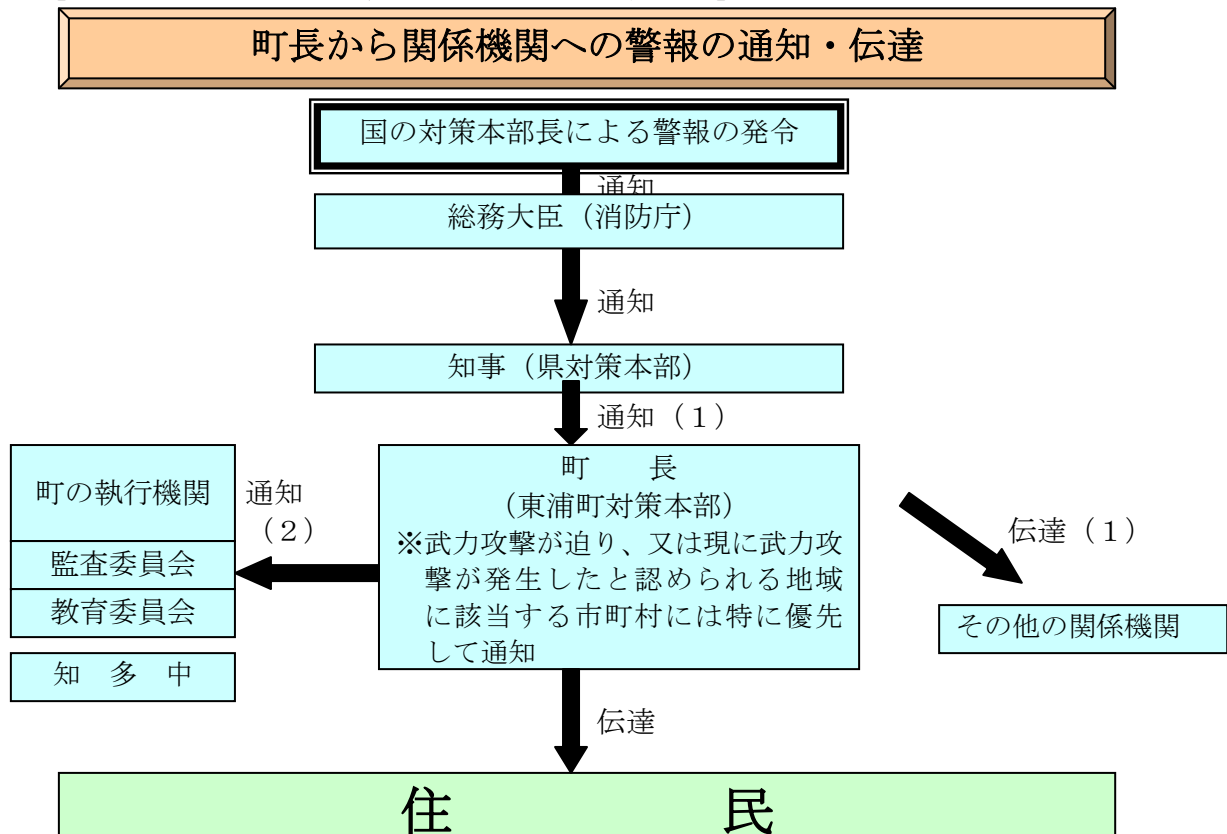 町長から関係機関への警報の通知・伝達
国の対策本部長による警報の発令
通知
総務大臣（消防庁）
通知
知事（県対策本部）
通知（１）
町の執行機関
監査委員会
教育委員会
知　多　中
通知
（２）
町　　長
（東浦町対策本部）
※武力攻撃が迫り、又は現に武力攻
撃が発生したと認められる地域
に該当する市町村には特に優先
して通知
伝達（１）
その他の関係機関
伝達
住　　　　　民